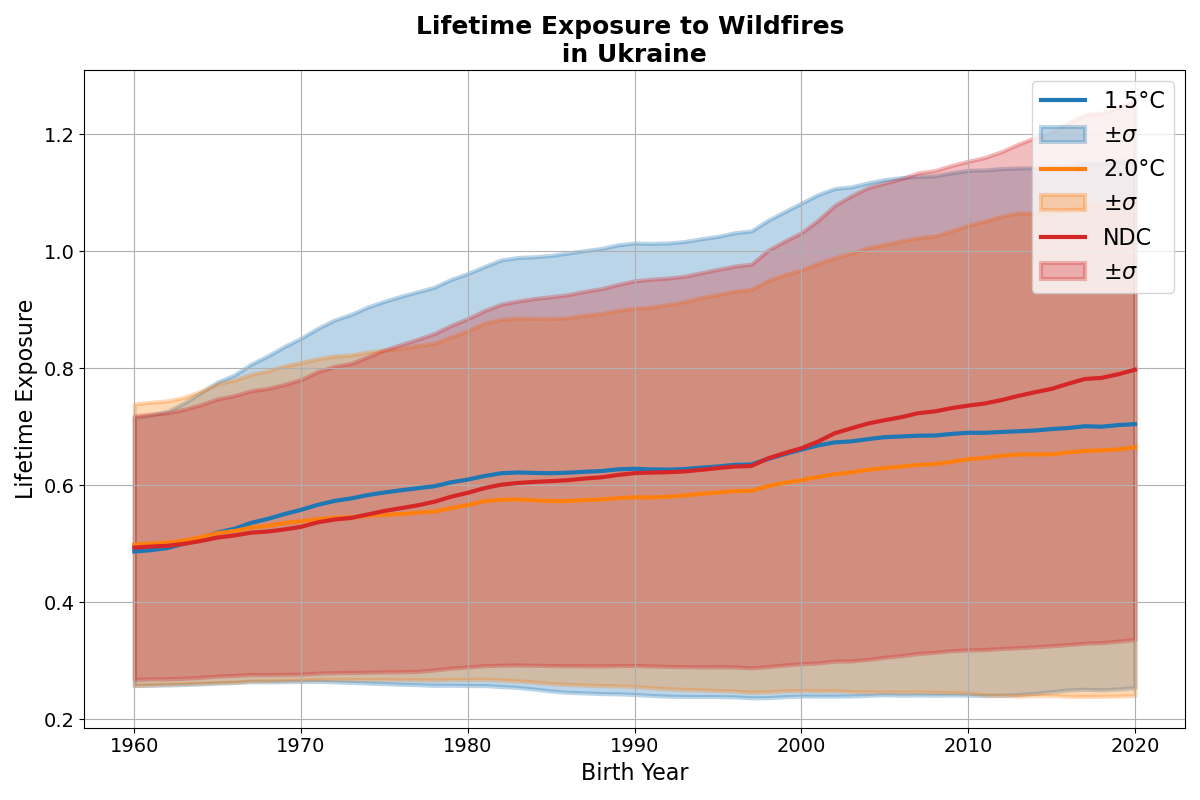 Lifetime Exposure to Wildfires
in Ukraine
Lifetime Exposure
1.2
1.0
0.8
0.6
0.4
0.2
1960
1970
1980
1990
2000
2010
2020
Birth Year
1.5°C
±σ
2.0°C
±σ
NDC
±σ